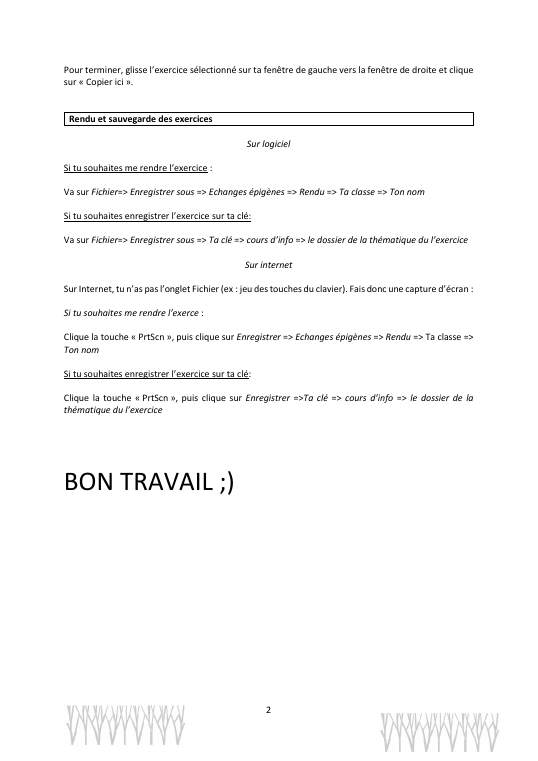 Pour terminer, glisse l’exercice sélectionné sur ta fenêtre de gauche vers la fenêtre de droite et clique
sur « Copier ici ».
Rendu et sauvegarde des exercices
Sur logiciel
Si tu souhaites me rendre l’exercice :
Va sur Fichier=> Enregistrer sous => Echanges épigènes => Rendu => Ta classe => Ton nom
Si tu souhaites enregistrer l’exercice sur ta clé:
Va sur Fichier=> Enregistrer sous => Ta clé => cours d’info => le dossier de la thématique du l’exercice
Sur internet
Sur Internet, tu n’as pas l’onglet Fichier (ex : jeu des touches du clavier). Fais donc une capture d’écran :
Si tu souhaites me rendre l’exerce :
Clique la touche « PrtScn », puis clique sur Enregistrer => Echanges épigènes => Rendu => Ta classe =>
Ton nom
Si tu souhaites enregistrer l’exercice sur ta clé:
Clique la touche « PrtScn », puis clique sur Enregistrer =>Ta clé => cours d’info => le dossier de la
thématique du l’exercice
BON TRAVAIL ;)
2